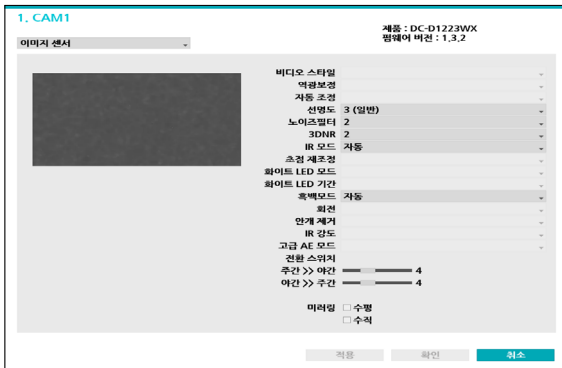 1. CAM1
제품 : DC-D1223WX
펌웨어 버전 : 1.3.2
이미지 센서
비디오 스타일
역광보정
자동 조정
선명도 3 (일반)
노이즈필터 2
3DNR 2
IR 모드 자동
초점 재조정
화이트 LED 모드
화이트 LED 기간
흑백모드 자동
회전
안개 제거
IR 강도
고급 AE 모드
전환 스위치
주간 >> 야간 4
야간 >> 주간 4
미러링 수평
수직
적용 확인 취소